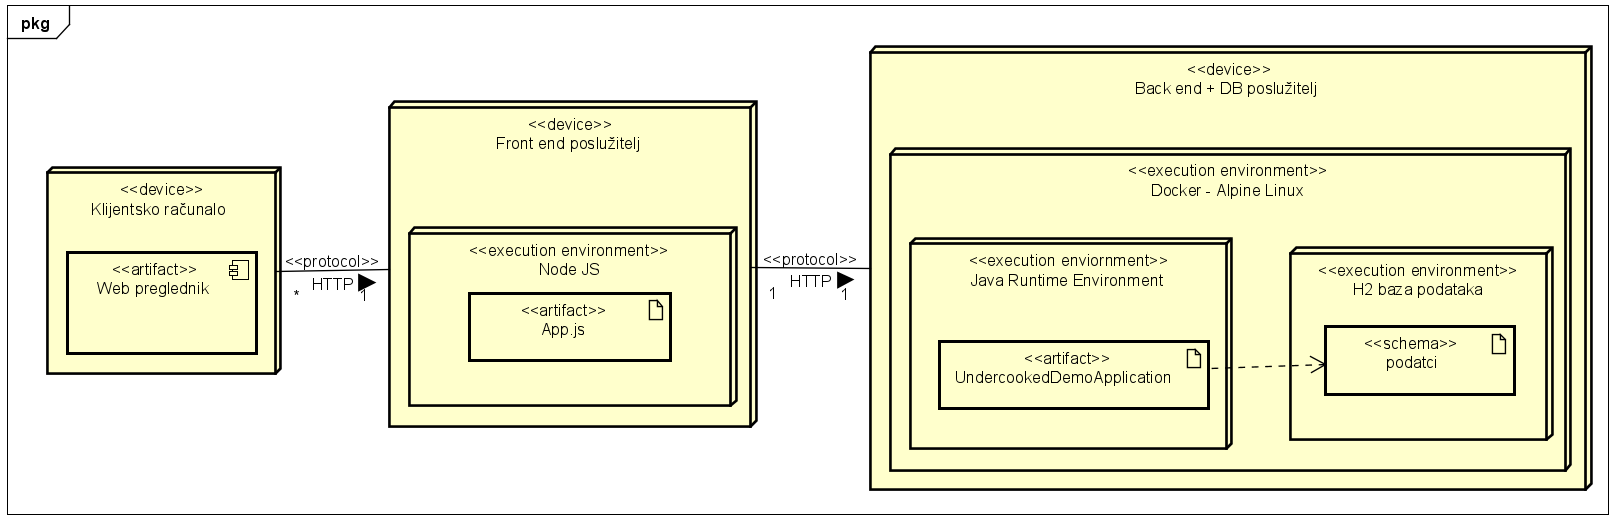 pkg
<<device>>
Klijentsko računalo
<<artifact>>
Web preglednik
<<protocol>>
HTTP
*
1
<<device>>
Front end poslužitelj
<<execution environment>>
Node JS
<<artifact>>
App.js
<<protocol>>
HTTP
1
1
<<device>>
Back end + DB poslužitelj
<<execution environment>>
Docker - Alpine Linux
<<execution enviornment>>
Java Runtime Environment
<<artifact>>
UndercookedDemoApplication
<<execution environment>>
H2 baza podataka
<<schema>>
podatci